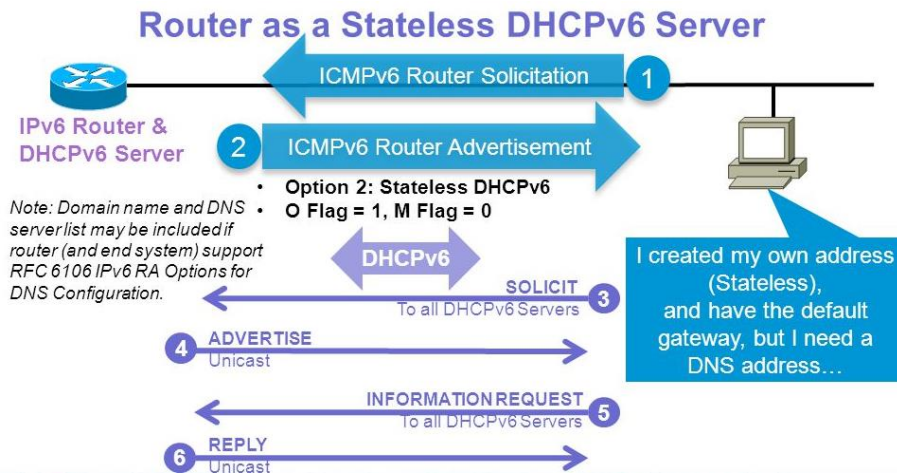 Router as a Stateless DHCPv6 Server
ICMPv6 Router Solicitation
1
IPv6 Router &
DHCPv6 Server
2
ICMPv6 Router Advertisement
• Option 2: Stateless DHCPv6
• O Flag = 1, M Flag = 0
Note: Domain name and DNS
server list may be included if
router (and end system) support
RFC 6106 IPv6 RA Options for
DNS Configuration.
DHCPv6
I created my own address
(Stateless),
and have the default
gateway, but I need a
DNS address…
SOLICIT
3
To all DHCPv6 Servers
4
ADVERTISE
Unicast
INFORMATION REQUEST
5
To all DHCPv6 Servers
6
REPLY
Unicast